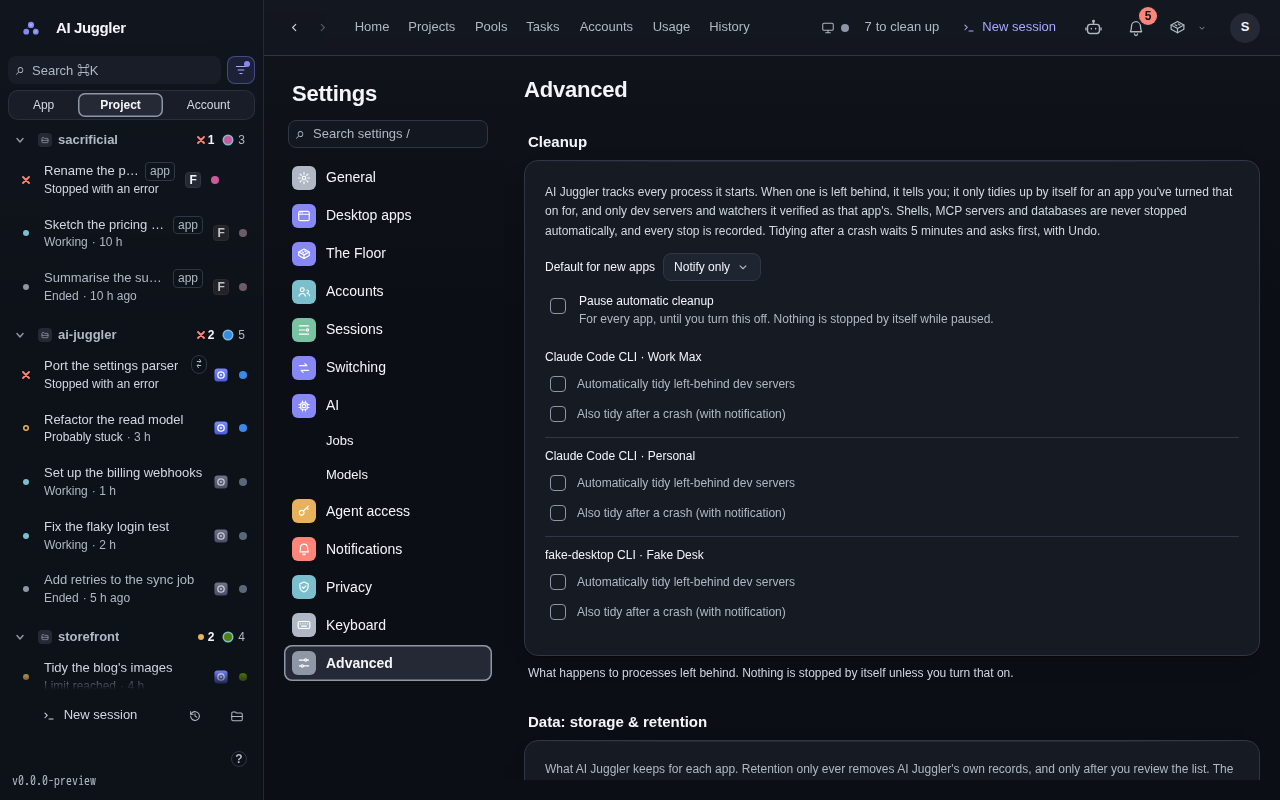 AI Juggler
Search ⌘K
App Project Account
sacrificial 1 3
Rename the p… app F
Stopped with an error
Sketch the pricing … app F
Working · 10 h
Summarise the su… app F
Ended · 10 h ago
ai-juggler 2 5
Port the settings parser
Stopped with an error
Refactor the read model
Probably stuck · 3 h
Set up the billing webhooks
Working · 1 h
Fix the flaky login test
Working · 2 h
Add retries to the sync job
Ended · 5 h ago
storefront 2 4
Tidy the blog's images
Limit reached · 4 h
New session
?
v0.0.0-preview
Home Projects Pools Tasks Accounts Usage History
7 to clean up
New session
5
S
Settings
Search settings /
General
Desktop apps
The Floor
Accounts
Sessions
Switching
AI
Jobs
Models
Agent access
Notifications
Privacy
Keyboard
Advanced
Advanced
Cleanup
AI Juggler tracks every process it starts. When one is left behind, it tells you; it only tidies up by itself for an app you've turned that
on for, and only dev servers and watchers it verified as that app's. Shells, MCP servers and databases are never stopped
automatically, and every stop is recorded. Tidying after a crash waits 5 minutes and asks first, with Undo.
Default for new apps Notify only
Pause automatic cleanup
For every app, until you turn this off. Nothing is stopped by itself while paused.
Claude Code CLI · Work Max
Automatically tidy left-behind dev servers
Also tidy after a crash (with notification)
Claude Code CLI · Personal
Automatically tidy left-behind dev servers
Also tidy after a crash (with notification)
fake-desktop CLI · Fake Desk
Automatically tidy left-behind dev servers
Also tidy after a crash (with notification)
What happens to processes left behind. Nothing is stopped by itself unless you turn that on.
Data: storage & retention
What AI Juggler keeps for each app. Retention only ever removes AI Juggler's own records, and only after you review the list. The